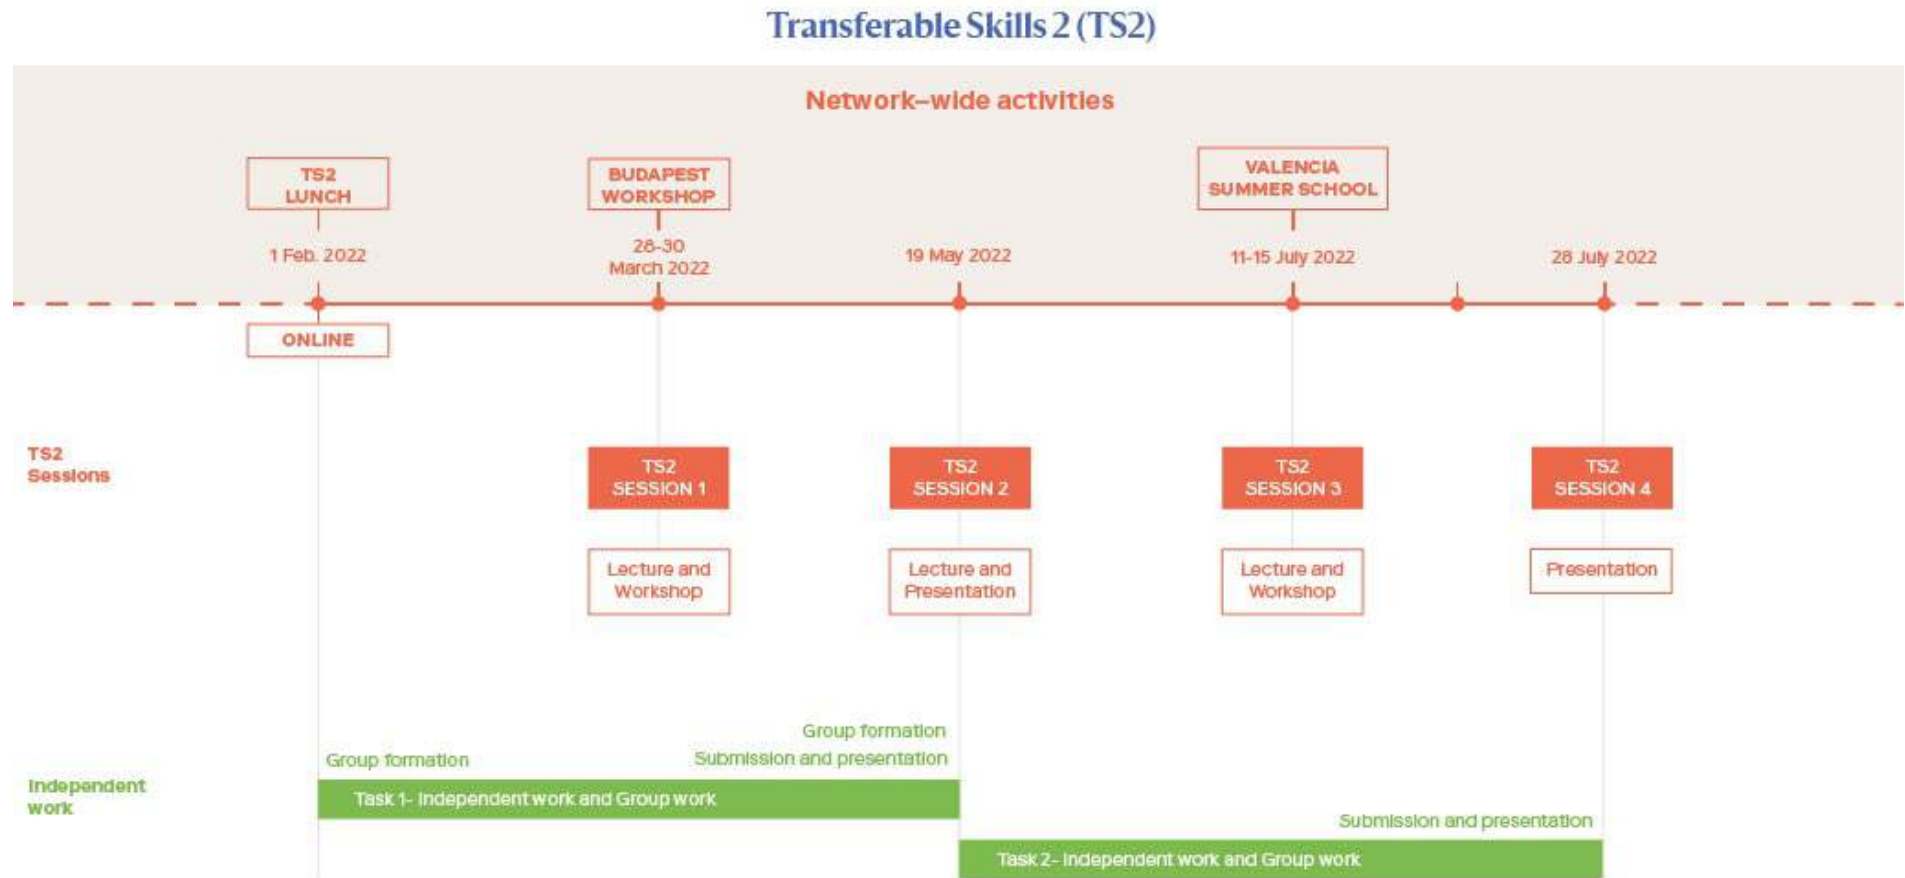 Transferable Skills 2 (TS2)
Network-wide activities
TS2
LUNCH
BUDAPEST
WORKSHOP
VALENCIA
SUMMER SCHOOL
1 Feb. 2022
28-30
March 2022
19 May 2022
11-15 July 2022
28 July 2022
ONLINE
TS2
Sessions
TS2
SESSION 1
TS2
SESSION 2
TS2
SESSION 3
TS2
SESSION 4
Lecture and
Workshop
Lecture and
Presentation
Lecture and
Workshop
Presentation
Group formation
Group formation
Submission and presentation
Independent
work
Task 1- Independent work and Group work
Submission and presentation
Task 2- Independent work and Group work